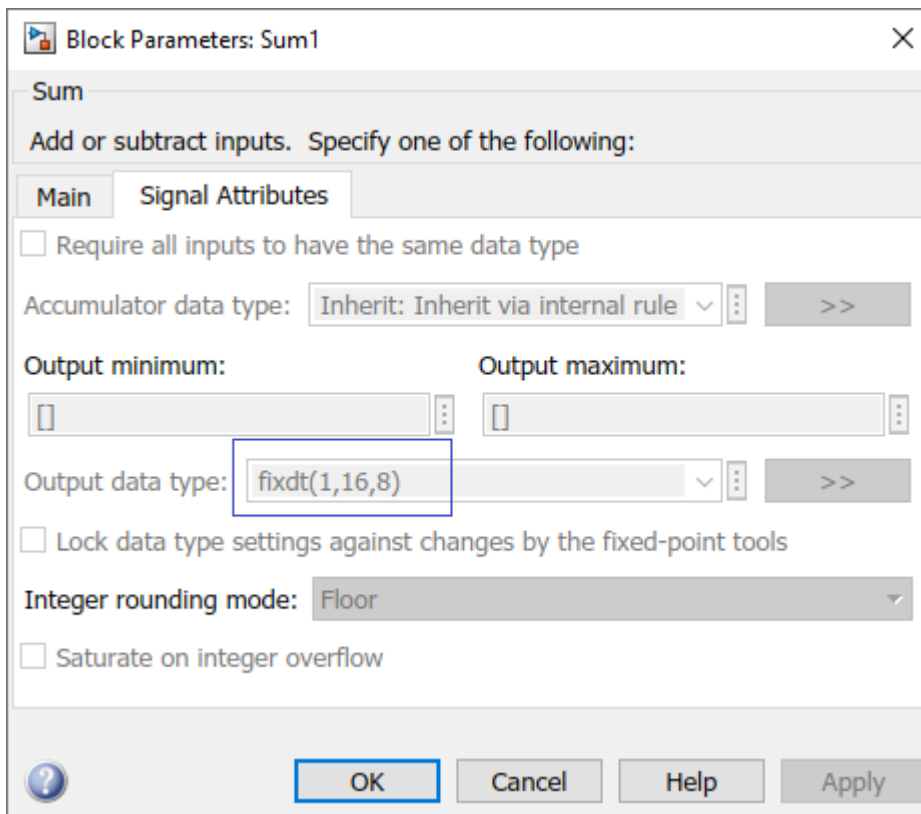 Block Parameters: Sum1
Sum
Add or subtract inputs.  Specify one of the following:
Main Signal Attributes
Require all inputs to have the same data type
Accumulator data type: Inherit: Inherit via internal rule >>
Output minimum: Output maximum:
[] []
Output data type: fixdt(1,16,8) >>
Lock data type settings against changes by the fixed-point tools
Integer rounding mode: Floor
Saturate on integer overflow
? OK Cancel Help Apply